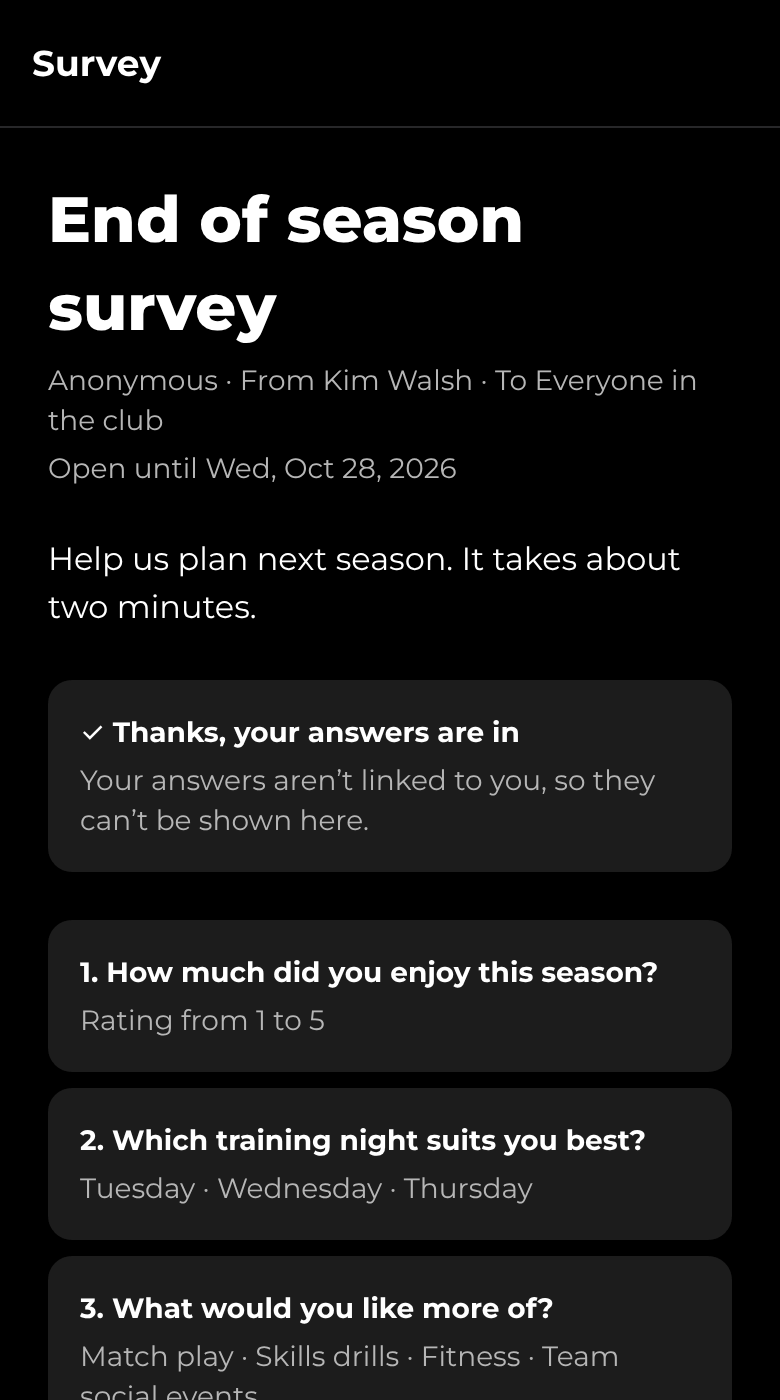 Survey
End of season
survey
Anonymous · From Kim Walsh · To Everyone in
the club
Open until Wed, Oct 28, 2026
Help us plan next season. It takes about
two minutes.
✓ Thanks, your answers are in
Your answers aren’t linked to you, so they
can’t be shown here.
1. How much did you enjoy this season?
Rating from 1 to 5
2. Which training night suits you best?
Tuesday · Wednesday · Thursday
3. What would you like more of?
Match play · Skills drills · Fitness · Team
social events